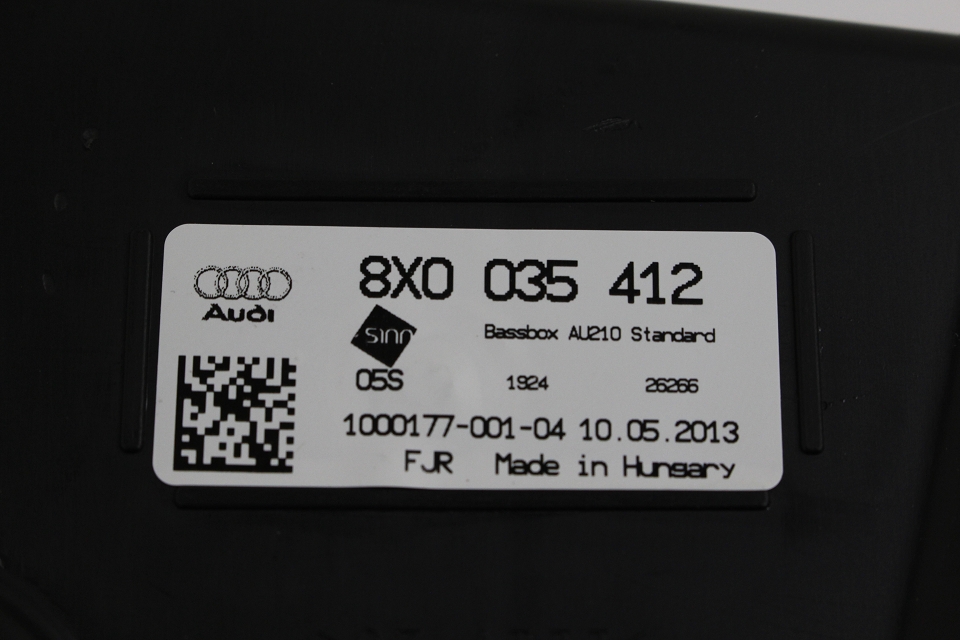 8X0 035 412
Audi
sinn
Bassbox AU210 Standard
05S 1924 26266
1000177-001-04 10.05.2013
FJR Made in Hungary